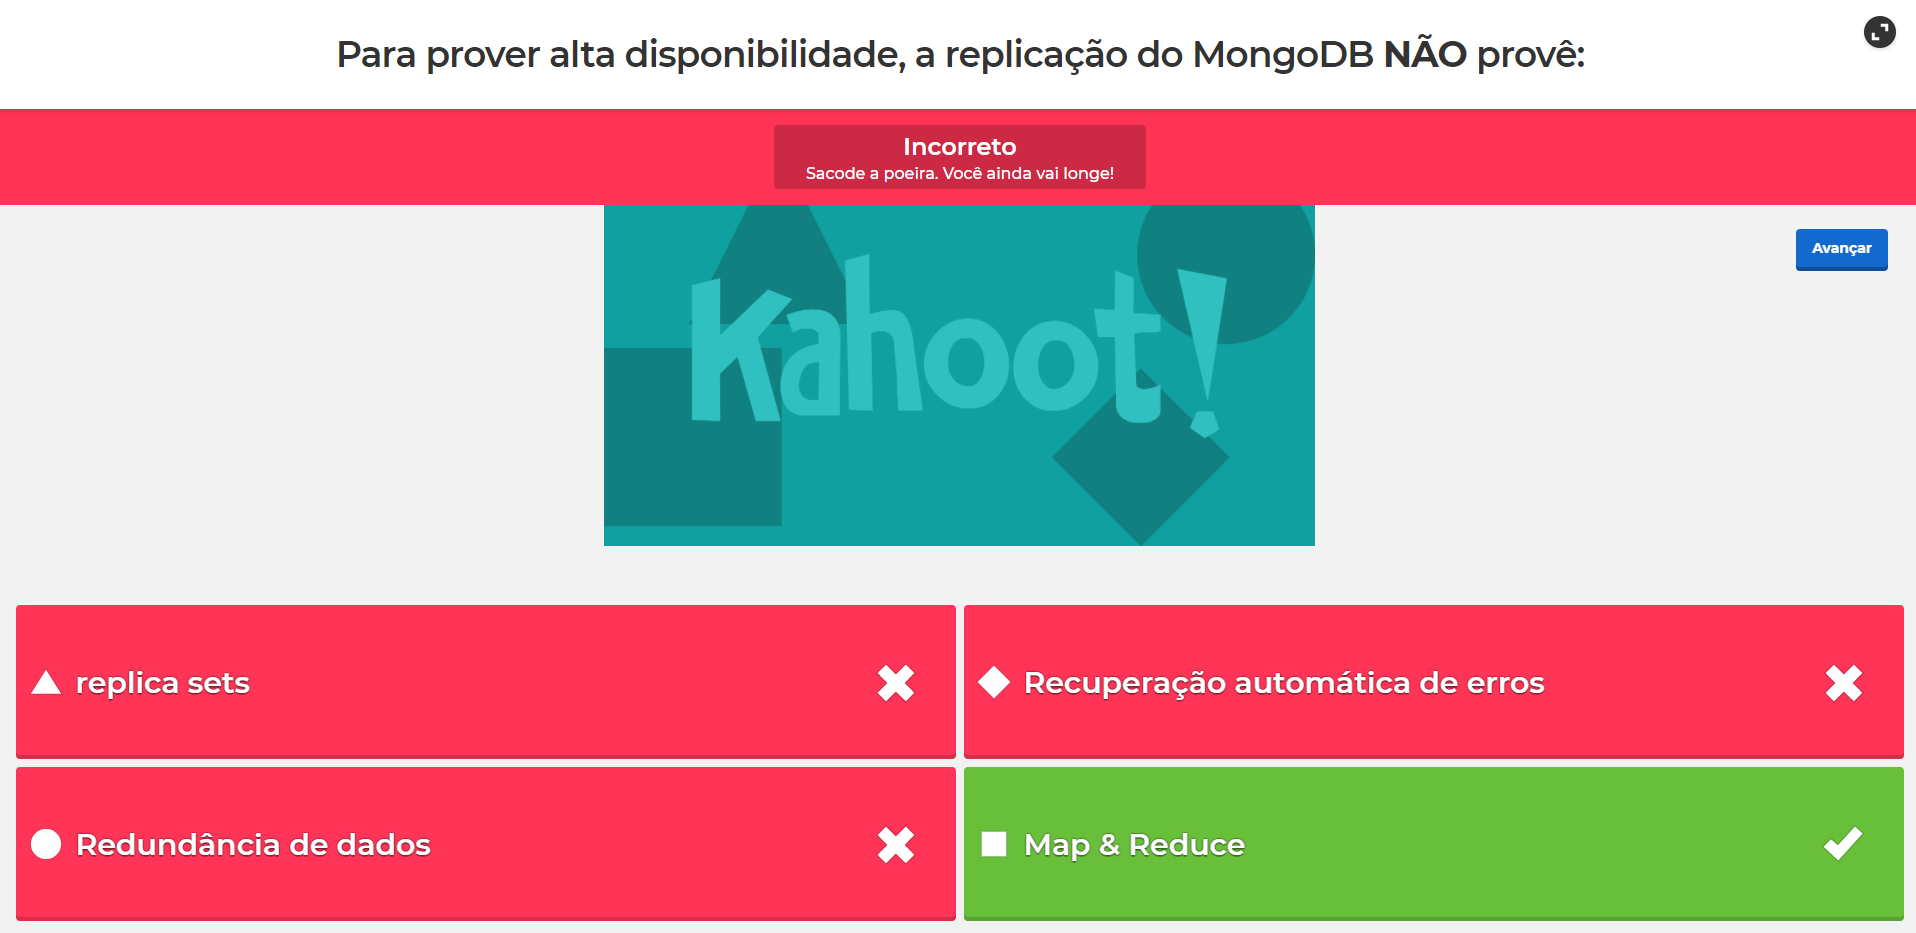 Para prover alta disponibilidade, a replicação do MongoDB NÃO provê:
Incorreto
Sacode a poeira. Você ainda vai longe!
Kahoot!
Avançar
replica sets
Recuperação automática de erros
Redundância de dados
Map & Reduce